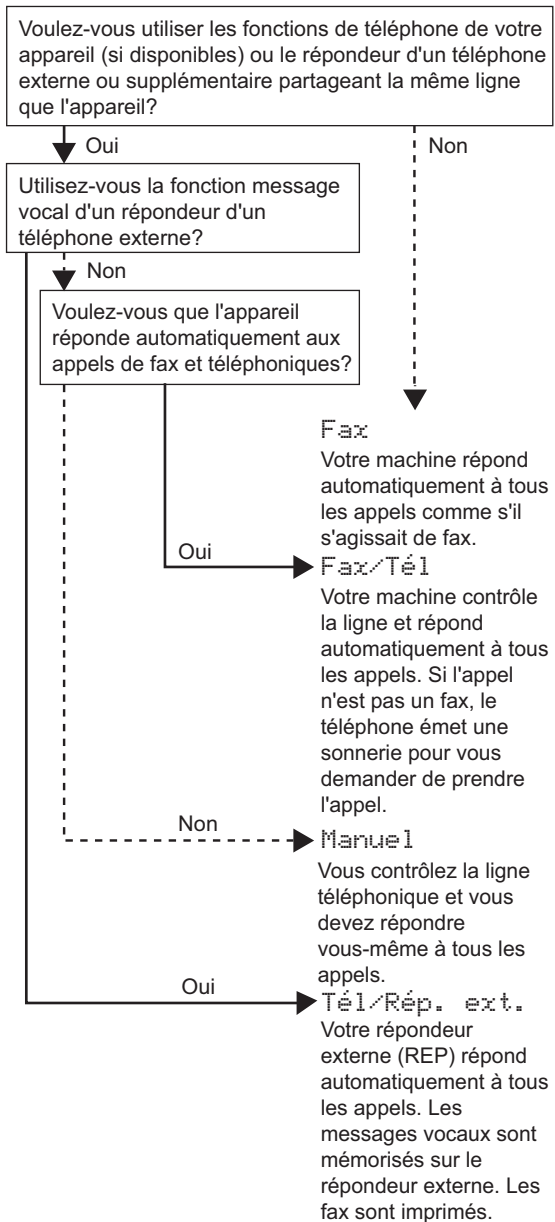 Voulez-vous utiliser les fonctions de téléphone de votre
appareil (si disponibles) ou le répondeur d'un téléphone
externe ou supplémentaire partageant la même ligne
que l'appareil?
Oui
Non
Utilisez-vous la fonction message
vocal d'un répondeur d'un
téléphone externe?
Non
Voulez-vous que l'appareil
réponde automatiquement aux
appels de fax et téléphoniques?
Fax
Votre machine répond
automatiquement à tous
les appels comme s'il
s'agissait de fax.
Oui
Fax/Tél
Votre machine contrôle
la ligne et répond
automatiquement à tous
les appels. Si l'appel
n'est pas un fax, le
téléphone émet une
sonnerie pour vous
demander de prendre
l'appel.
Non
Manuel
Vous contrôlez la ligne
téléphonique et vous
devez répondre
vous-même à tous les
appels.
Oui
Tél/Rép. ext.
Votre répondeur
externe (REP) répond
automatiquement à tous
les appels. Les
messages vocaux sont
mémorisés sur le
répondeur externe. Les
fax sont imprimés.